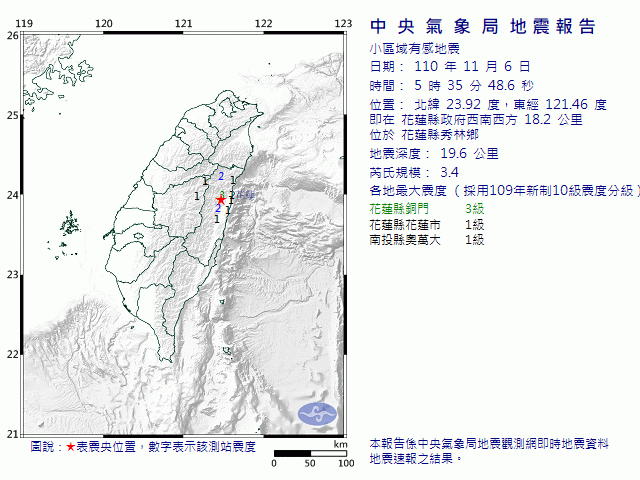 119 120 121 122 123
26
25
24
23
22
21
2
1
1
1
2
1
2
1
1
圖說：★表震央位置，數字表示該測站震度
km
0 50 100
中央氣象局地震報告
小區域有感地震
日期： 110 年 11 月 6 日
時間： 5 時 35 分 48.6 秒
位置： 北緯 23.92 度，東經 121.46 度
即在 花蓮縣政府西南西方 18.2 公里
位於 花蓮縣秀林鄉
地震深度： 19.6 公里
芮氏規模： 3.4
各地最大震度（採用109年新制10級震度分級）
花蓮縣銅門 3級
花蓮縣花蓮市 1級
南投縣奧萬大 1級
本報告係中央氣象局地震觀測網即時地震資料
地震速報之結果。